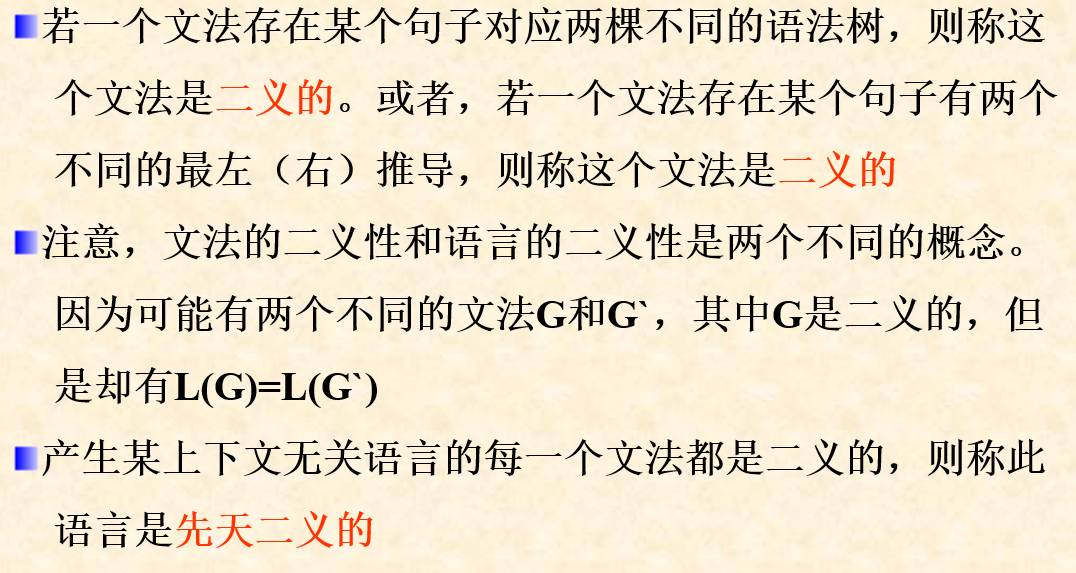 若一个文法存在某个句子对应两棵不同的语法树，则称这
个文法是二义的。或者，若一个文法存在某个句子有两个
不同的最左（右）推导，则称这个文法是二义的
注意，文法的二义性和语言的二义性是两个不同的概念。
因为可能有两个不同的文法G和G`，其中G是二义的，但
是却有L(G)=L(G`)
产生某上下文无关语言的每一个文法都是二义的，则称此
语言是先天二义的